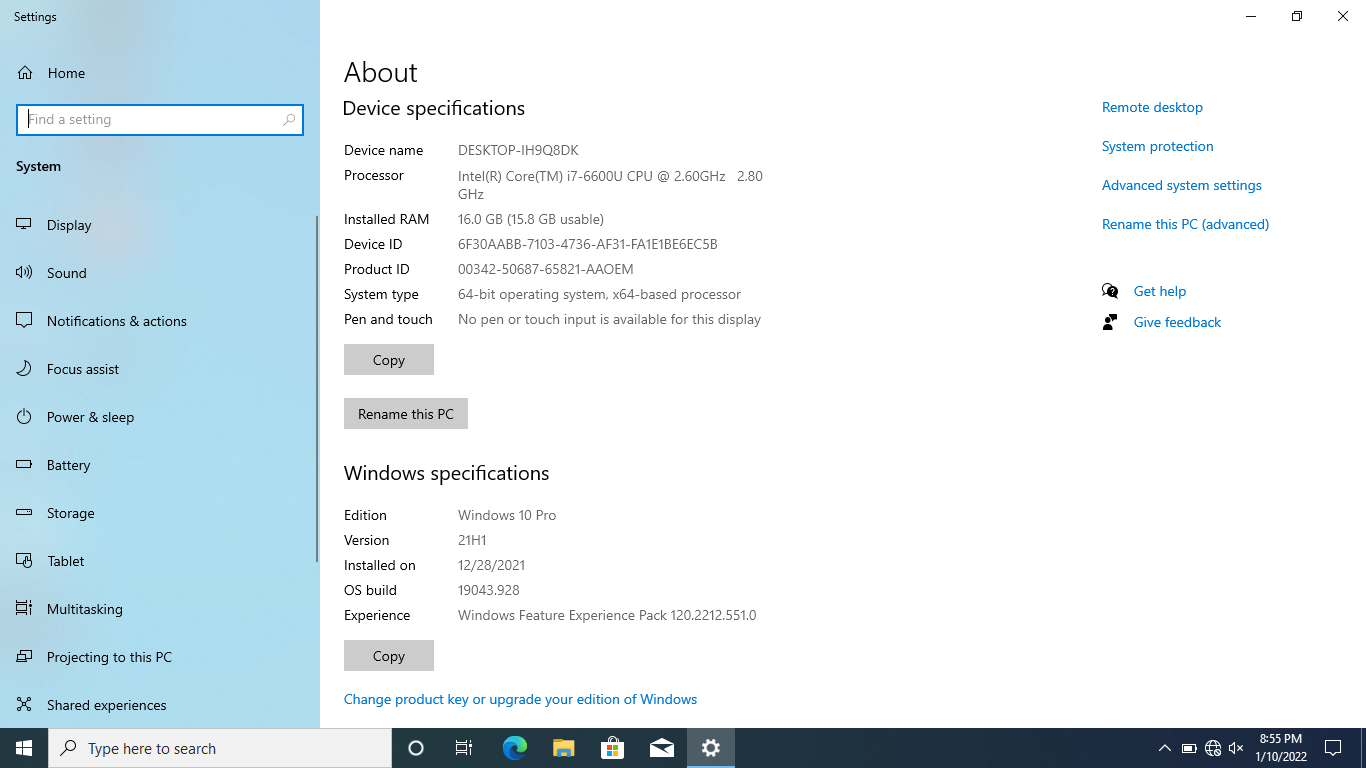 Settings
Home
Find a setting
System
Display
Sound
Notifications & actions
Focus assist
Power & sleep
Battery
Storage
Tablet
Multitasking
Projecting to this PC
Shared experiences
About
Device specifications
Device name DESKTOP-IH9Q8DK
Processor Intel(R) Core(TM) i7-6600U CPU @ 2.60GHz 2.80
GHz
Installed RAM 16.0 GB (15.8 GB usable)
Device ID 6F30AABB-7103-4736-AF31-FA1E1BE6EC5B
Product ID 00342-50687-65821-AAOEM
System type 64-bit operating system, x64-based processor
Pen and touch No pen or touch input is available for this display
Copy
Rename this PC
Windows specifications
Edition Windows 10 Pro
Version 21H1
Installed on 12/28/2021
OS build 19043.928
Experience Windows Feature Experience Pack 120.2212.551.0
Copy
Change product key or upgrade your edition of Windows
Remote desktop
System protection
Advanced system settings
Rename this PC (advanced)
Get help
Give feedback
Type here to search
8:55 PM
1/10/2022